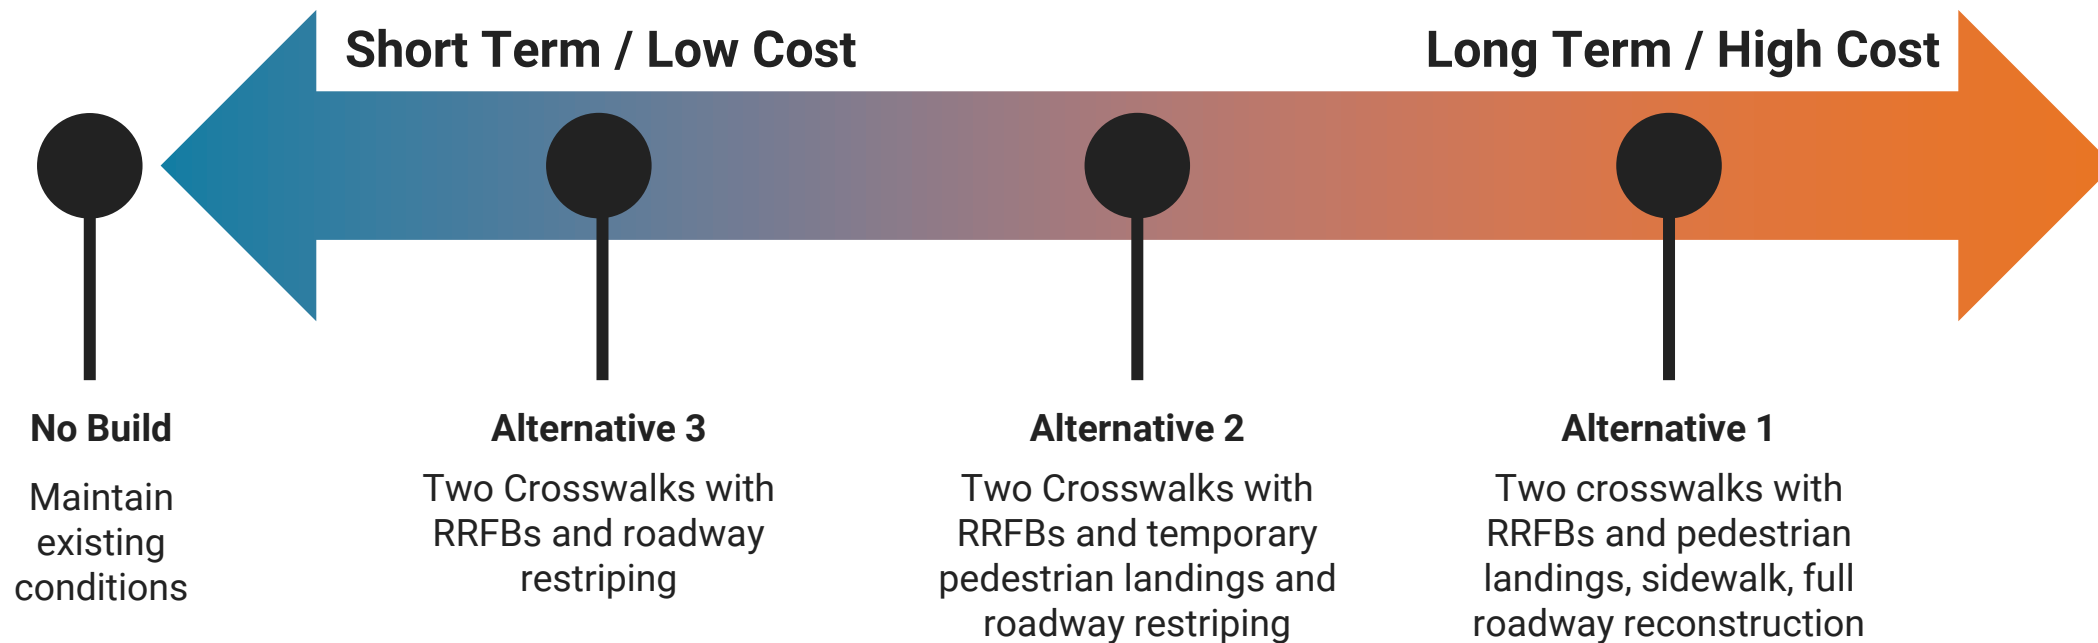 Short Term / Low Cost
Long Term / High Cost
No Build
Maintain
existing
conditions
Alternative 3
Two Crosswalks with
RRFBs and roadway
restriping
Alternative 2
Two Crosswalks with
RRFBs and temporary
pedestrian landings and
roadway restriping
Alternative 1
Two crosswalks with
RRFBs and pedestrian
landings, sidewalk, full
roadway reconstruction